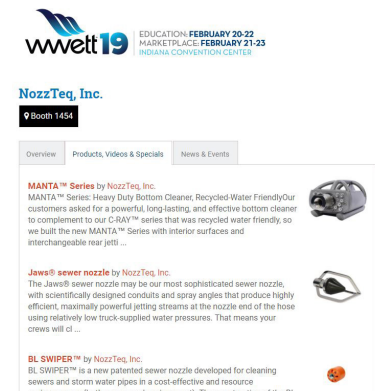 wwett19
EDUCATION: FEBRUARY 20-22
MARKETPLACE: FEBRUARY 21-23
INDIANA CONVENTION CENTER
NozzTeq, Inc.
Booth 1454
Overview
Products, Videos & Specials
News & Events
MANTA™ Series by NozzTeq, Inc.
MANTA™ Series: Heavy Duty Bottom Cleaner, Recycled-Water FriendlyOur
customers asked for a powerful, long-lasting, and effective bottom cleaner
to complement to our C-RAY™ series that was recycled water friendly, so
we built the new MANTA™ Series with interior surfaces and
interchangeable rear jetti ...
Jaws® sewer nozzle by NozzTeq, Inc.
The Jaws® sewer nozzle may be our most sophisticated sewer nozzle,
with scientifically designed conduits and spray angles that produce highly
efficient, maximally powerful jetting streams at the nozzle end of the hose
using relatively low truck-supplied water pressures. That means your
crews will cl ...
BL SWIPER™ by NozzTeq, Inc.
BL SWIPER™ is a new patented sewer nozzle developed for cleaning
sewers and storm water pipes in a cost-effective and resource